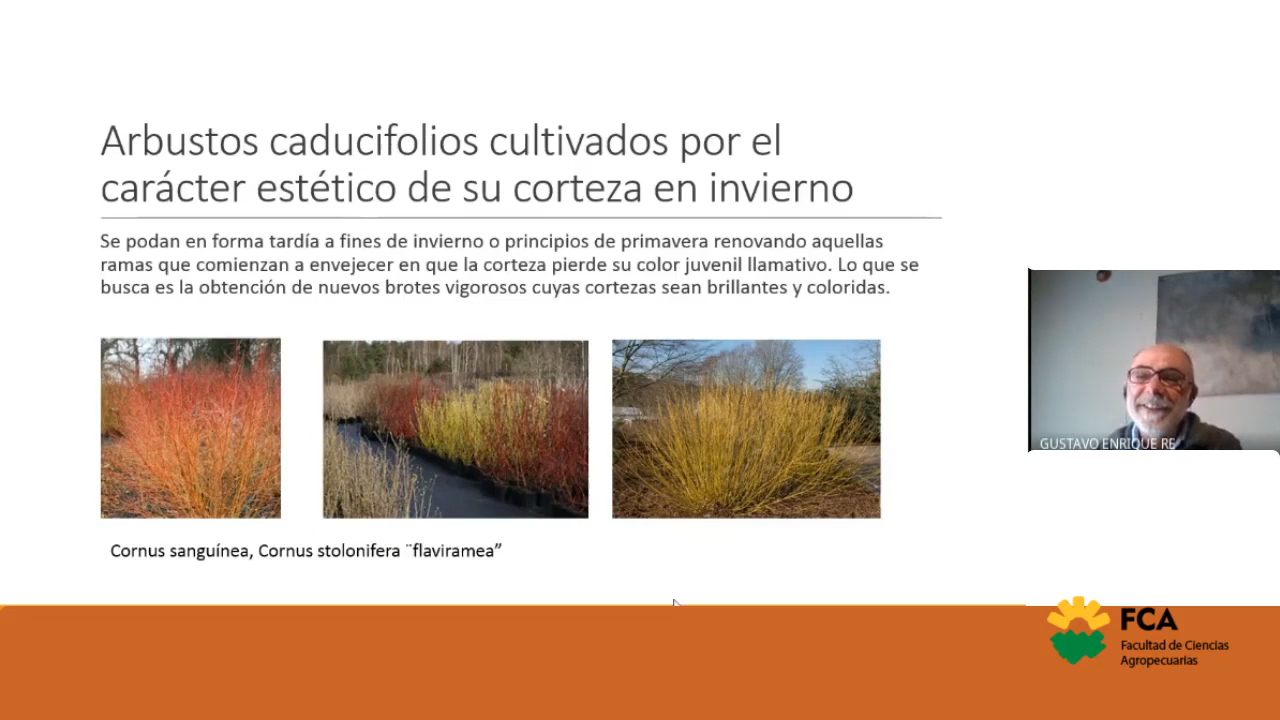 Arbustos caducifolios cultivados por el
carácter estético de su corteza en invierno
Se podan en forma tardía a fines de invierno o principios de primavera renovando aquellas
ramas que comienzan a envejecer en que la corteza pierde su color juvenil llamativo. Lo que se
busca es la obtención de nuevos brotes vigorosos cuyas cortezas sean brillantes y coloridas.
GUSTAVO ENRIQUE RE
Cornus sanguínea, Cornus stolonifera ¨flaviramea”
FCA
Facultad de Ciencias
Agropecuarias